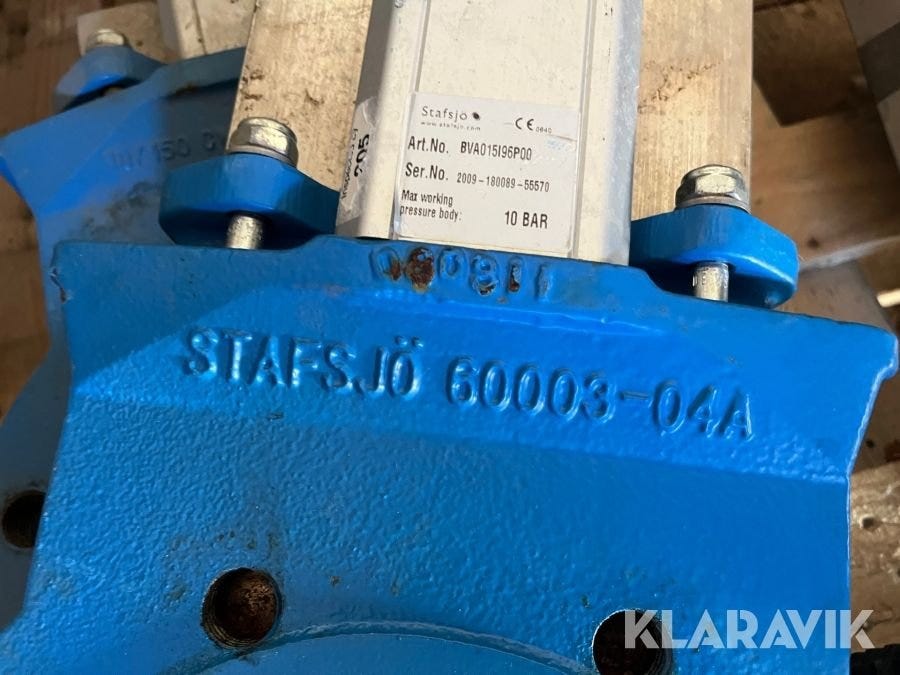 Stafsjö
www.stafsjo.com
CE 0840
Art.No. BVA015I96P00
Ser.No. 2009-180089-55570
Max working
pressure body: 10 BAR
150
STAFSJÖ 60003-04A
KLARAVIK